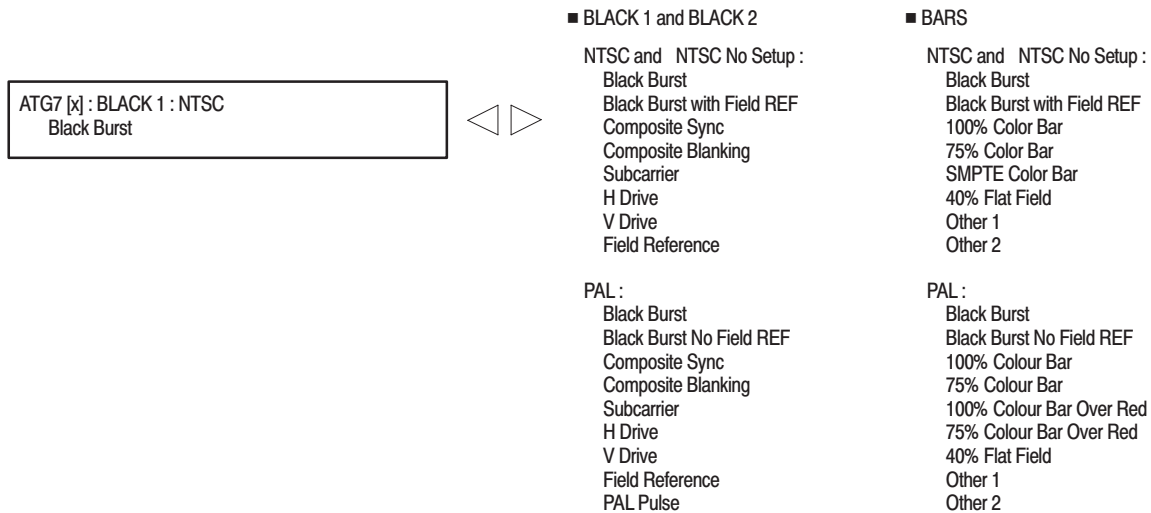 ATG7 [x] : BLACK 1 : NTSC
Black Burst
■ BLACK 1 and BLACK 2
NTSC and NTSC No Setup :
Black Burst
Black Burst with Field REF
Composite Sync
Composite Blanking
Subcarrier
H Drive
V Drive
Field Reference
PAL :
Black Burst
Black Burst No Field REF
Composite Sync
Composite Blanking
Subcarrier
H Drive
V Drive
Field Reference
PAL Pulse
■ BARS
NTSC and NTSC No Setup :
Black Burst
Black Burst with Field REF
100% Color Bar
75% Color Bar
SMPTE Color Bar
40% Flat Field
Other 1
Other 2
PAL :
Black Burst
Black Burst No Field REF
100% Colour Bar
75% Colour Bar
100% Colour Bar Over Red
75% Colour Bar Over Red
40% Flat Field
Other 1
Other 2